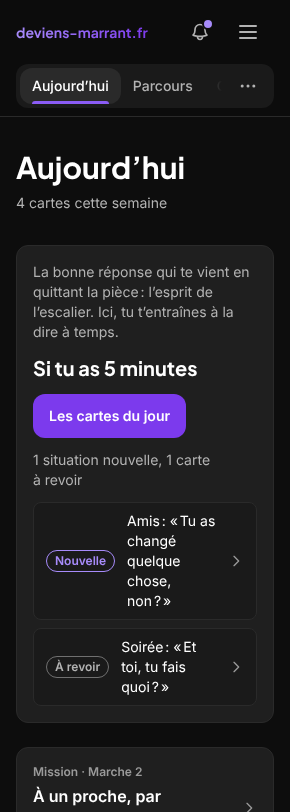 deviens-marrant.fr
Aujourd’hui
Parcours
Aujourd’hui
4 cartes cette semaine
La bonne réponse qui te vient en
quittant la pièce : l’esprit de
l’escalier. Ici, tu t’entraînes à la
dire à temps.
Si tu as 5 minutes
Les cartes du jour
1 situation nouvelle, 1 carte
à revoir
Nouvelle
Amis : « Tu as
changé
quelque
chose,
non ? »
À revoir
Soirée : « Et
toi, tu fais
quoi ? »
Mission · Marche 2
À un proche, par